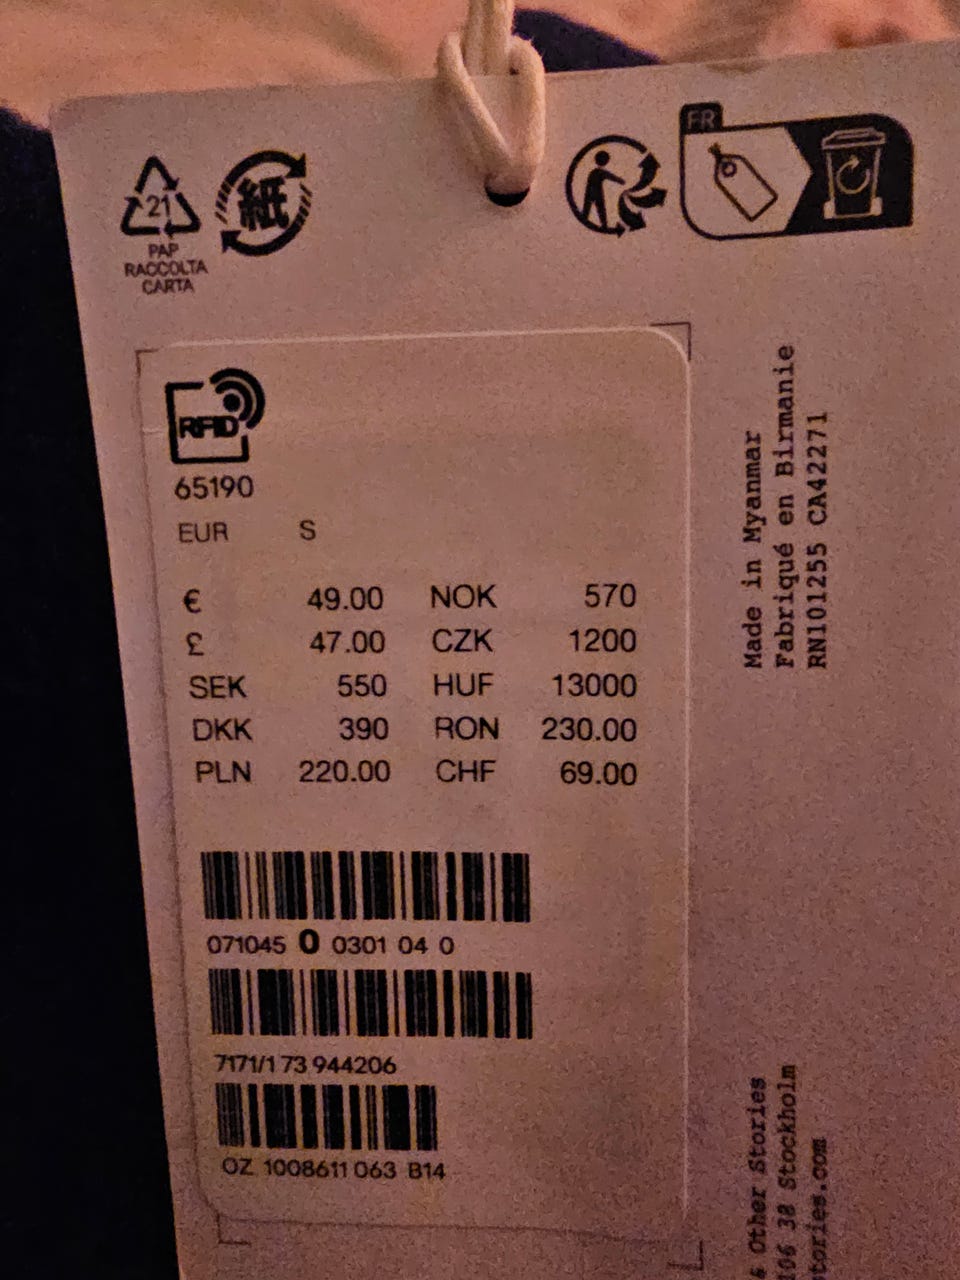 FR
21
紙
PAP
RACCOLTA
CARTA
RFID
65190
EUR S
€ 49.00 NOK 570
£ 47.00 CZK 1200
SEK 550 HUF 13000
DKK 390 RON 230.00
PLN 220.00 CHF 69.00
071045 0 0301 04 0
7171/1 73 944206
OZ 1008611 063 B14
Made in Myanmar
Fabriqué en Birmanie
RN101255 CA42271
& Other Stories
106 38 Stockholm
tories.com